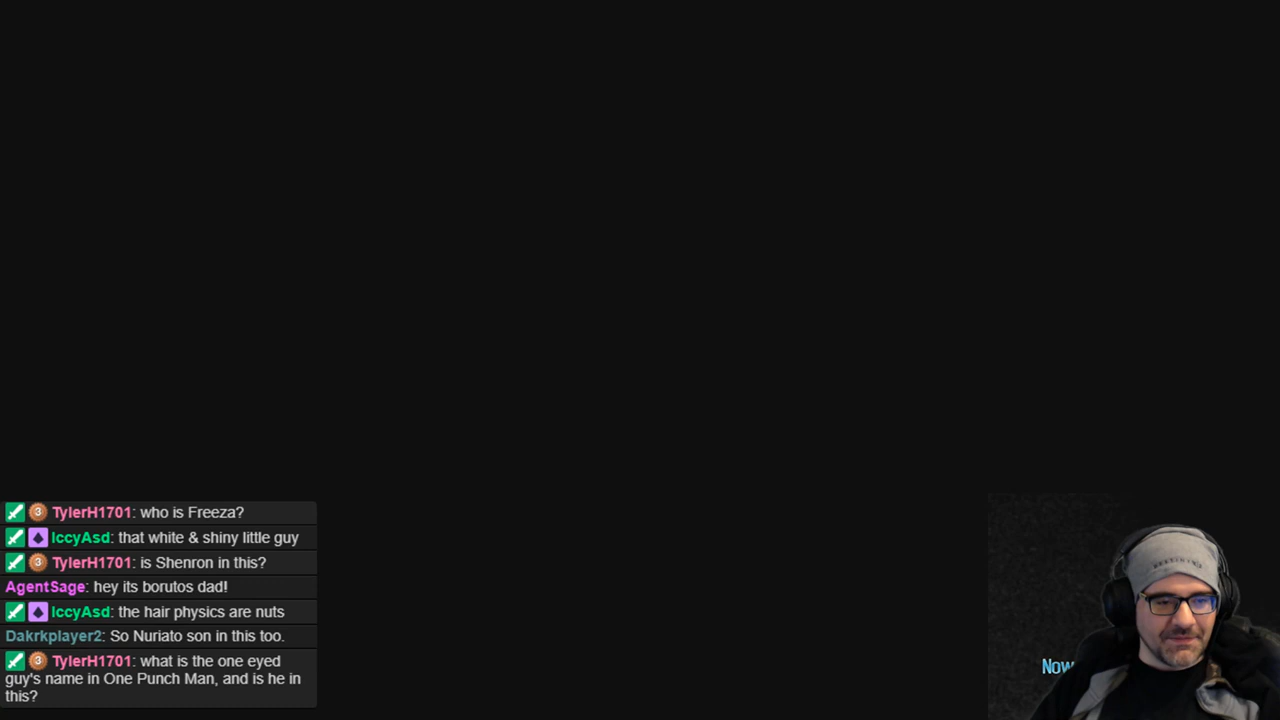 TylerH1701: who is Freeza?
IccyAsd: that white & shiny little guy
TylerH1701: is Shenron in this?
AgentSage: hey its borutos dad!
IccyAsd: the hair physics are nuts
Dakrkplayer2: So Nuriato son in this too.
TylerH1701: what is the one eyed
guy's name in One Punch Man, and is he in
this?
Now